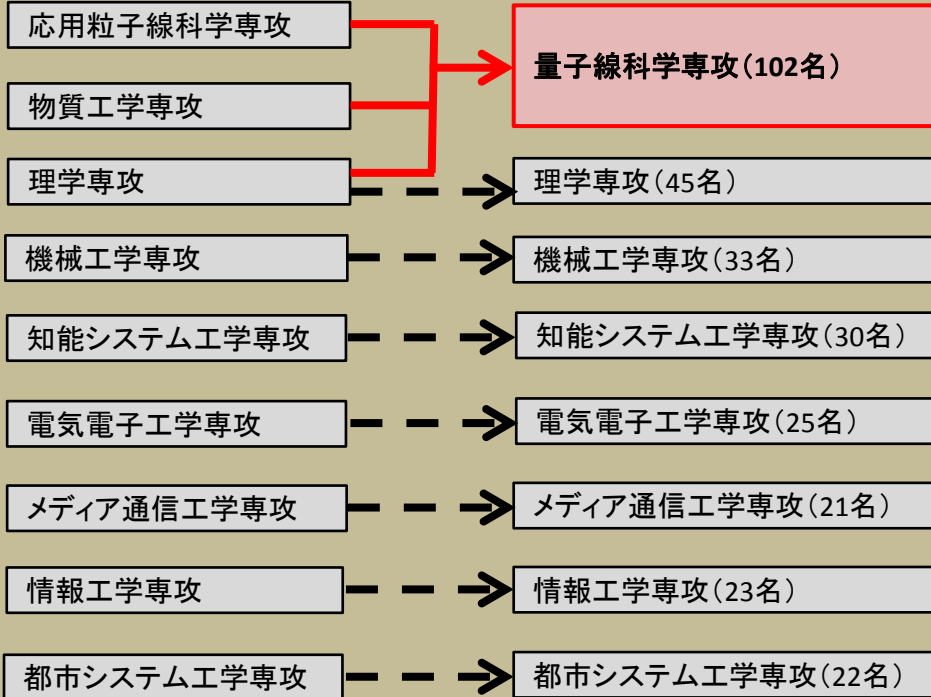 応用粒子線科学専攻
物質工学専攻
量子線科学専攻(102名)
理学専攻
理学専攻(45名)
機械工学専攻
機械工学専攻(33名)
知能システム工学専攻
知能システム工学専攻(30名)
電気電子工学専攻
電気電子工学専攻(25名)
メディア通信工学専攻
メディア通信工学専攻(21名)
情報工学専攻
情報工学専攻(23名)
都市システム工学専攻
都市システム工学専攻(22名)